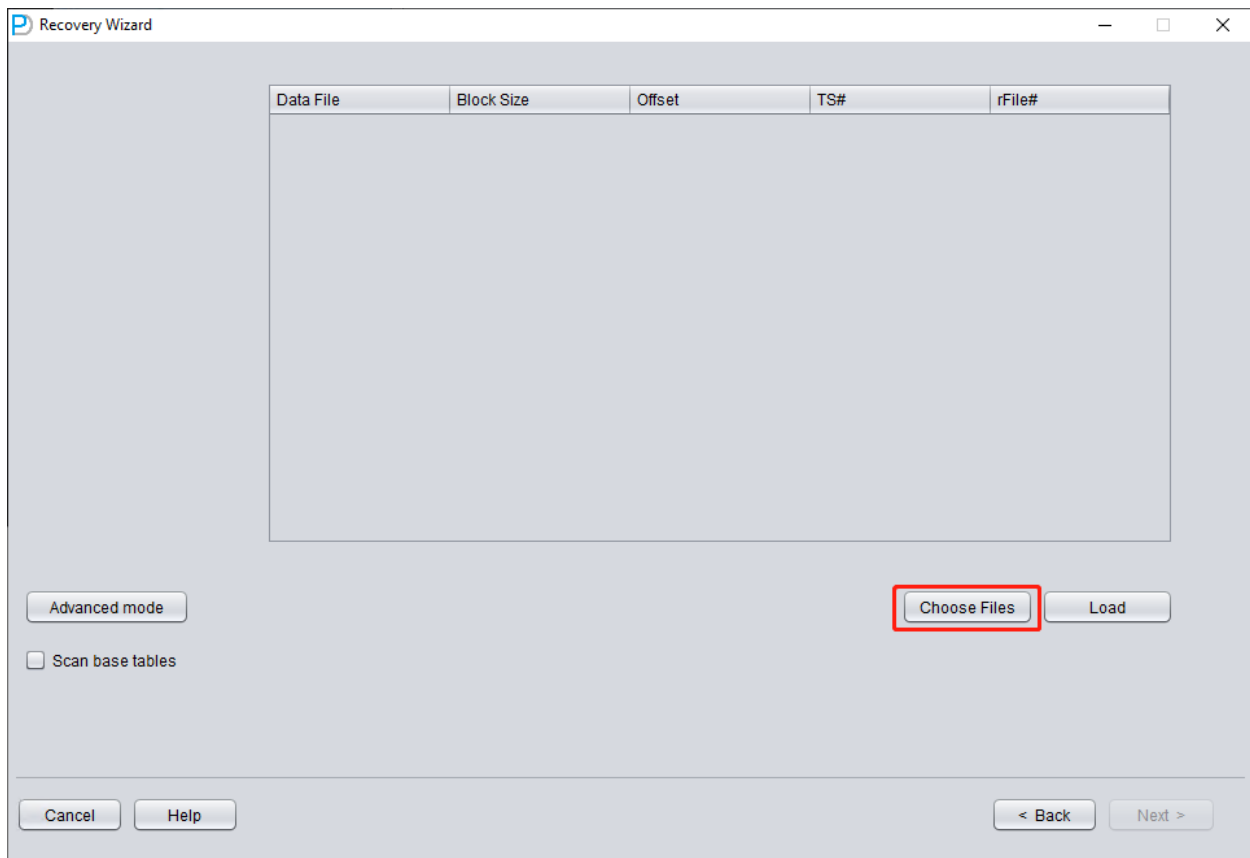 Recovery Wizard
Data File Block Size Offset TS# rFile#
Advanced mode Choose Files Load
Scan base tables
Cancel Help < Back Next >